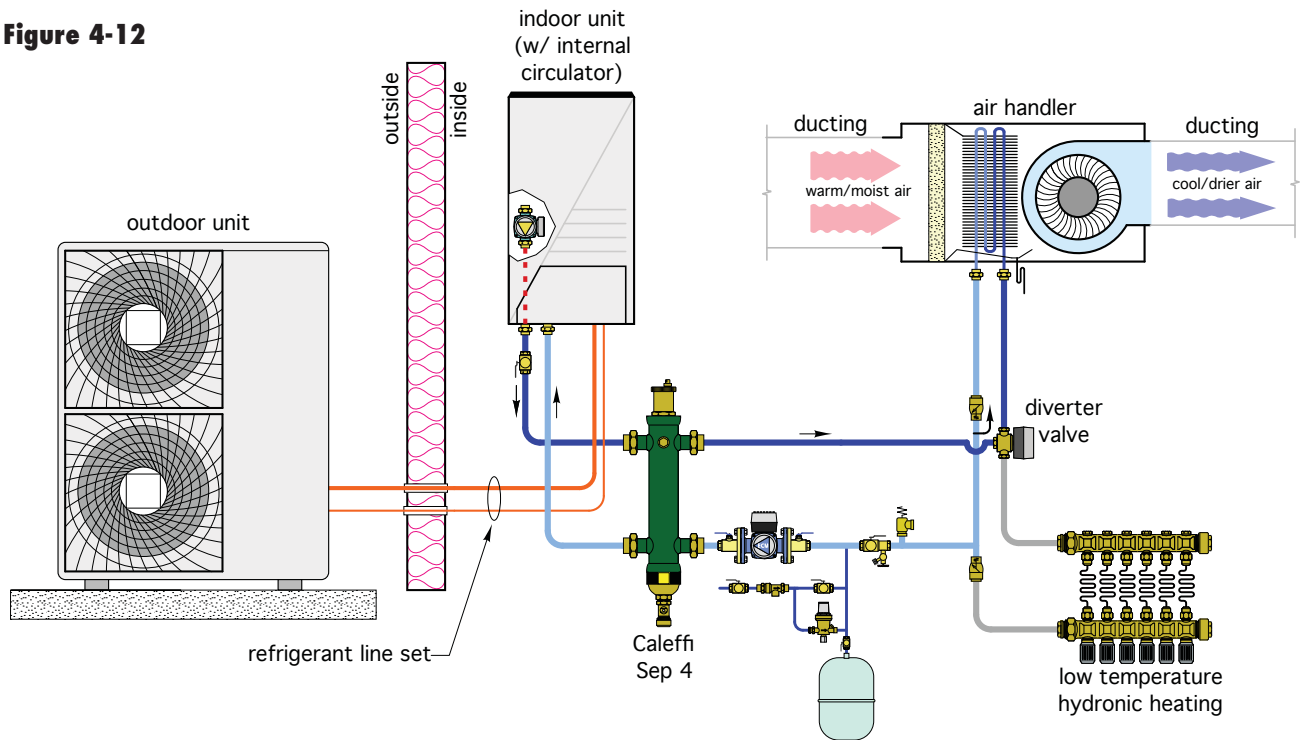 Figure 4-12
indoor unit
(w/ internal
circulator)
outside
inside
air handler
ducting
ducting
warm/moist air
cool/drier air
outdoor unit
diverter
valve
refrigerant line set
Caleffi
Sep 4
low temperature
hydronic heating